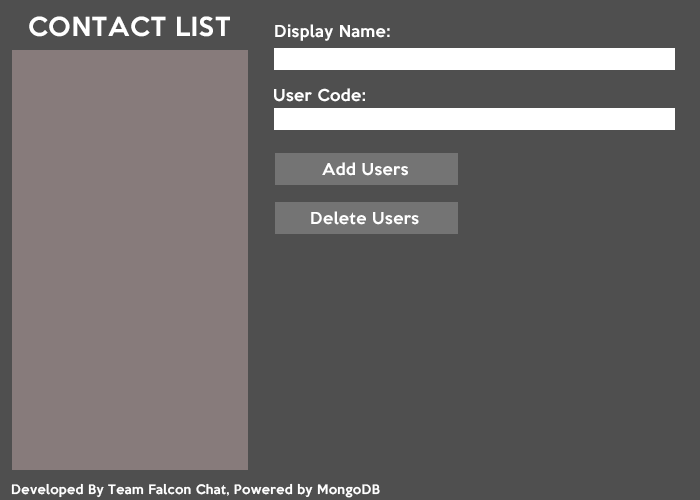 CONTACT LIST
Display Name:
User Code:
Add Users
Delete Users
Developed By Team Falcon Chat, Powered by MongoDB